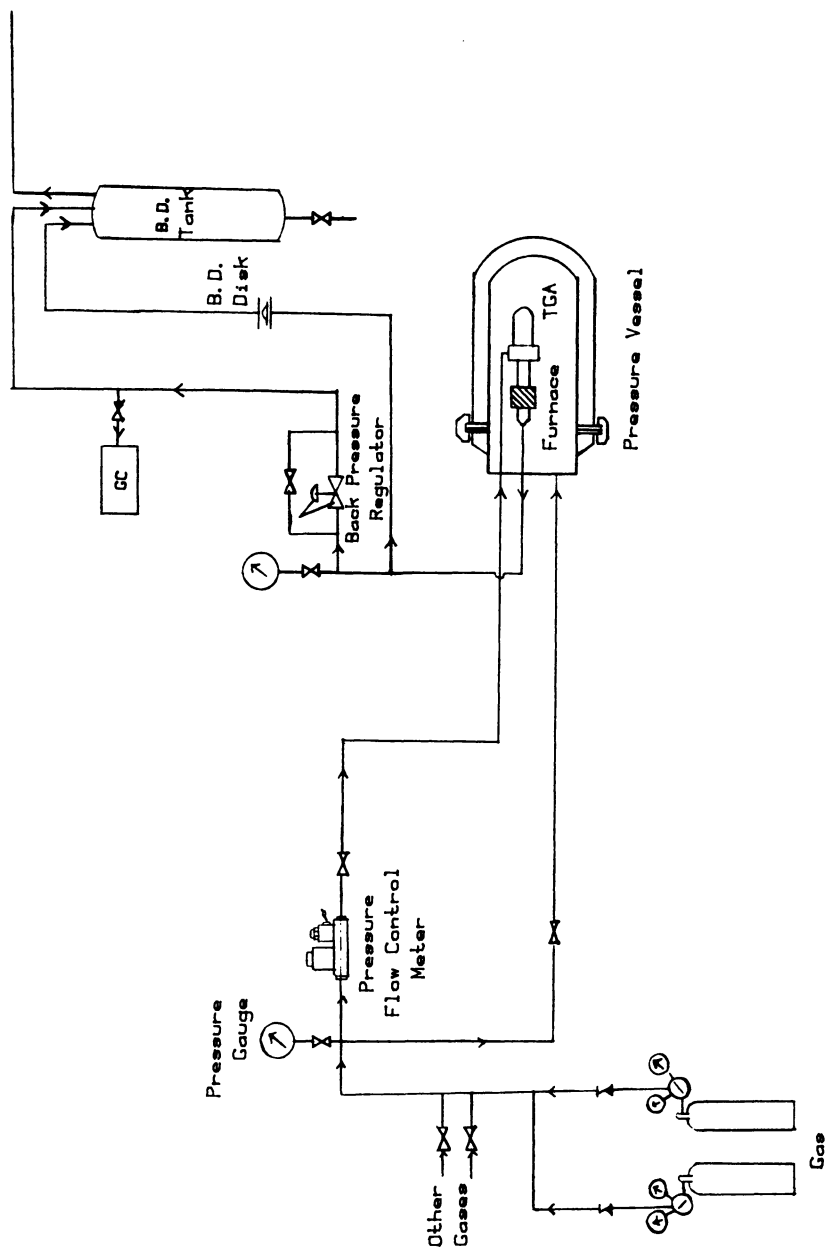 B. D.
Tank
B. D.
Disk
GC
Back Pressure
Regulator
TGA
Furnace
Pressure Vessel
Pressure
Flow Control
Meter
Pressure
Gauge
Other
Gases
Gas